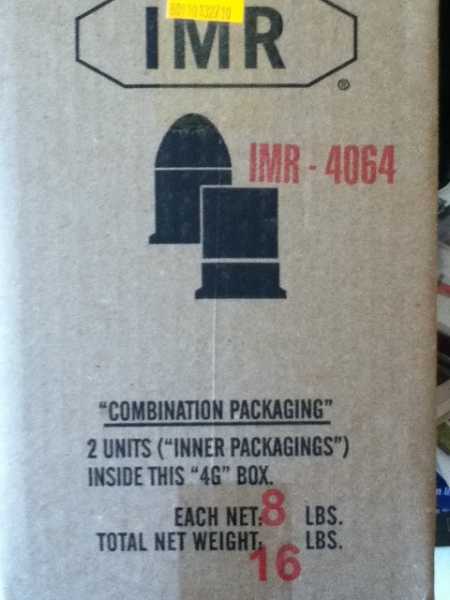 IMR
®
IMR - 4064
"COMBINATION PACKAGING"
2 UNITS ("INNER PACKAGINGS")
INSIDE THIS "4G" BOX.
EACH NET: 8 LBS.
TOTAL NET WEIGHT: 16 LBS.